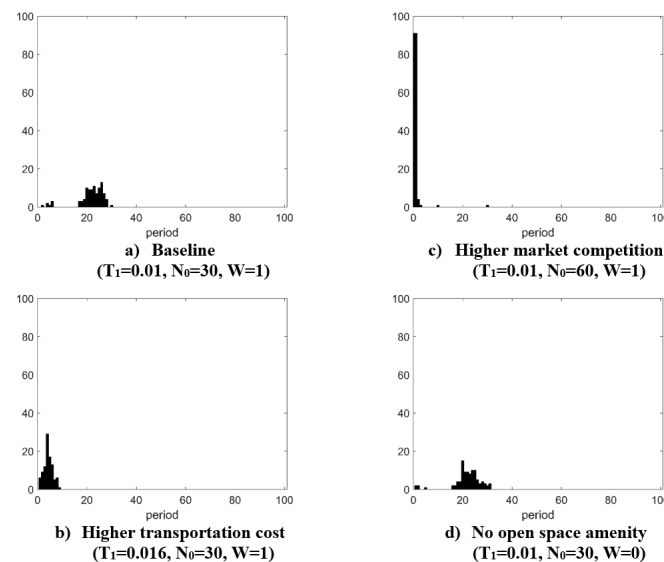 100
80
60
40
20
0
0 20 40 60 80 100
period
a) Baseline
(T₁=0.01, N₀=30, W=1)
100
80
60
40
20
0
0 20 40 60 80 100
period
c) Higher market competition
(T₁=0.01, N₀=60, W=1)
100
80
60
40
20
0
0 20 40 60 80 100
period
b) Higher transportation cost
(T₁=0.016, N₀=30, W=1)
100
80
60
40
20
0
0 20 40 60 80 100
period
d) No open space amenity
(T₁=0.01, N₀=30, W=0)